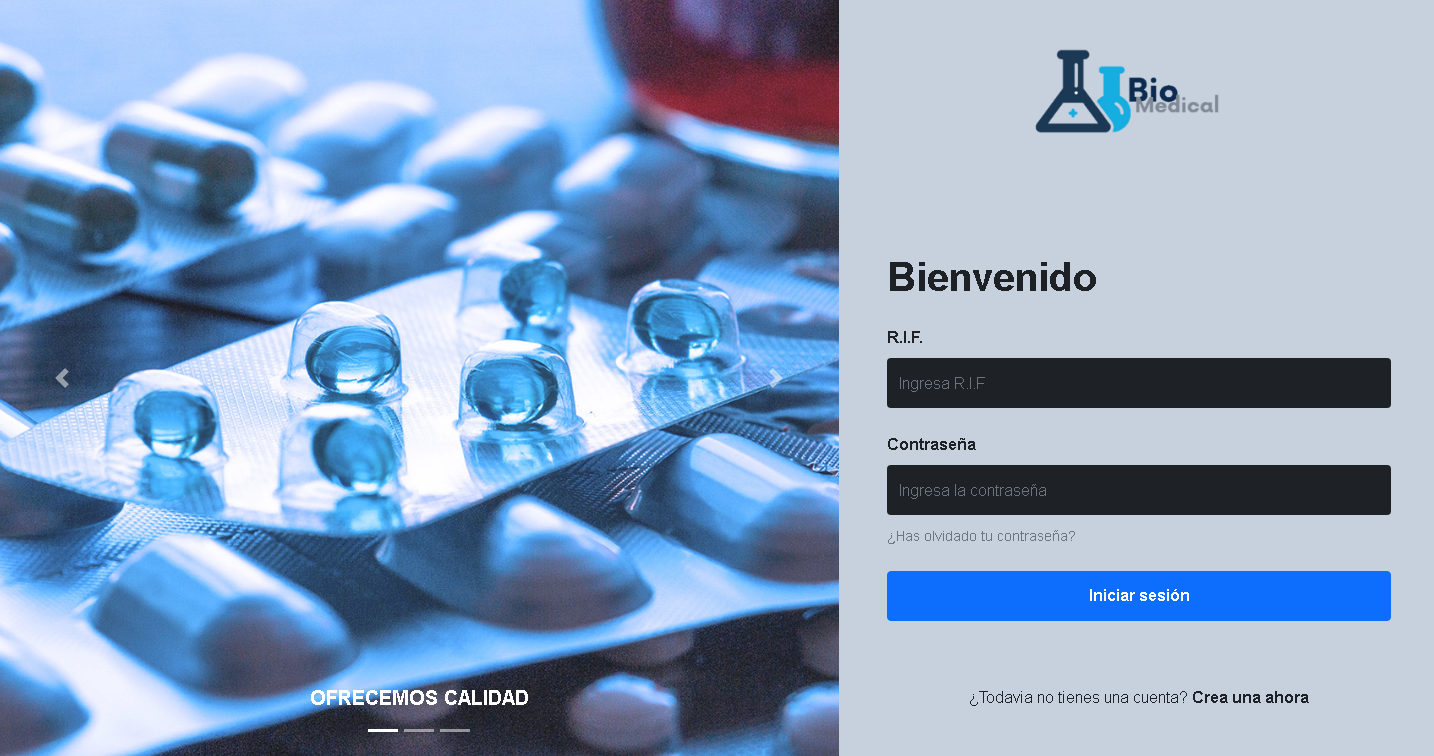 Bio
Medical
Bienvenido
R.I.F.
Ingresa R.I.F
Contraseña
Ingresa la contraseña
¿Has olvidado tu contraseña?
Iniciar sesión
OFRECEMOS CALIDAD
¿Todavia no tienes una cuenta? Crea una ahora